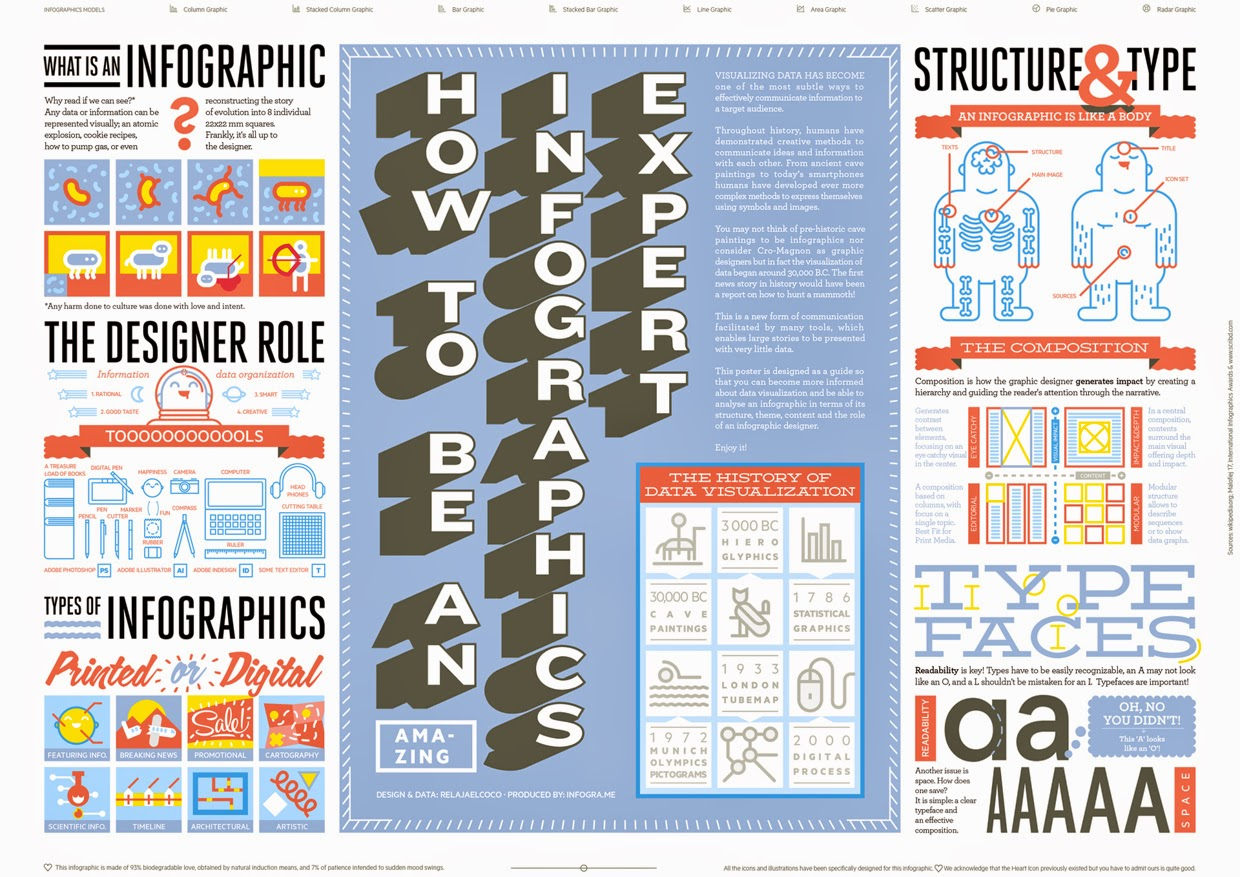 INFOGRAPHICS MODELS
Column Graphic
Stacked Column Graphic
Bar Graphic
Stacked Bar Graphic
Line Graphic
Area Graphic
Scatter Graphic
Pie Graphic
Radar Graphic
WHAT IS AN INFOGRAPHIC
Why read if we can see?*
Any data or information can be
represented visually; an atomic
explosion, cookie recipes,
how to pump gas, or even
?
reconstructing the story
of evolution into 8 individual
22x22 mm squares.
Frankly, it's all up to
the designer.
*Any harm done to culture was done with love and intent.
THE DESIGNER ROLE
Information
data organization
1. RATIONAL
2. GOOD TASTE
3. SMART
4. CREATIVE
TOOOOOOOOOOOLS
A TREASURE
LOAD OF BOOKS
DIGITAL PEN
HAPPINESS
CAMERA
COMPUTER
HEAD
PHONES
PENCIL
PEN
CUTTER
MARKER
FUN
RUBBER
COMPASS
RULER
CUTTING TABLE
ADOBE PHOTOSHOP PS
ADOBE ILLUSTRATOR AI
ADOBE INDESIGN ID
SOME TEXT EDITOR T
TYPES OF INFOGRAPHICS
Printed or Digital
Sale!
FEATURING INFO.
BREAKING NEWS
PROMOTIONAL
CARTOGRAPHY
SCIENTIFIC INFO.
TIMELINE
ARCHITECTURAL
ARTISTIC
HOW TO BE AN
INFOGRAPHICS
EXPERT
AMA-
ZING
DESIGN & DATA: RELAJAELCOCO · PRODUCED BY: INFOGRA.ME
VISUALIZING DATA HAS BECOME
one of the most subtle ways to
effectively communicate information to
a target audience.
Throughout history, humans have
demonstrated creative methods to
communicate ideas and information
with each other. From ancient cave
paintings to today's smartphones
humans have developed ever more
complex methods to express themselves
using symbols and images.
You may not think of pre-historic cave
paintings to be infographics nor
consider Cro-Magnon as graphic
designers but in fact the visualization of
data began around 30,000 B.C. The first
news story in history would have been
a report on how to hunt a mammoth!
This is a new form of communication
facilitated by many tools, which
enables large stories to be presented
with very little data.
This poster is designed as a guide so
that you can become more informed
about data visualization and be able to
analyse an infographic in terms of its
structure, theme, content and the role
of an infographic designer.
Enjoy it!
THE HISTORY OF
DATA VISUALIZATION
3000 BC
HIERO
GLYPHICS
30,000 BC
CAVE
PAINTINGS
1786
STATISTICAL
GRAPHICS
1933
LONDON
TUBEMAP
1972
MUNICH
OLYMPICS
PICTOGRAMS
2000
DIGITAL
PROCESS
STRUCTURE & TYPE
AN INFOGRAPHIC IS LIKE A BODY
TEXTS
STRUCTURE
MAIN IMAGE
TITLE
ICON SET
SOURCES
THE COMPOSITION
Composition is how the graphic designer generates impact by creating a
hierarchy and guiding the reader's attention through the narrative.
Generates
contrast
between
elements,
focusing on an
eye catchy visual
in the center.
EYE CATCHY
VISUAL IMPACT
IMPACT&DEPTH
In a central
composition,
contents
surround the
main visual
offering depth
and impact.
CONTENT
A composition
based on
columns,
with focus on a
single topic.
Best Fit for
Print Media.
EDITORIAL
MODULAR
Modular
structure
allows to
describe
sequences
or to show
data graphs.
TYPE
FACES
Readability is key! Types have to be easily recognizable, an A may not look
like an O, and a L shouldn't be mistaken for an I. Typefaces are important!
READABILITY
aa
OH, NO
YOU DIDN'T!
This 'A' looks
like an 'O'!
Another issue is
space. How does
one save?
It is simple: a clear
typeface and
an effective
composition.
AAAAA
SPACE
Sources: wikipedia.org, Malofiej 17, International Infographics Awards & www.scribd.com
This infographic is made of 93% biodegradable love, obtained by natural induction means, and 7% of patience intended to sudden mood swings.
All the icons and illustrations have been specifically designed for this infographic. We acknowledge that the Heart Icon previously existed but you have to admit ours is quite good.